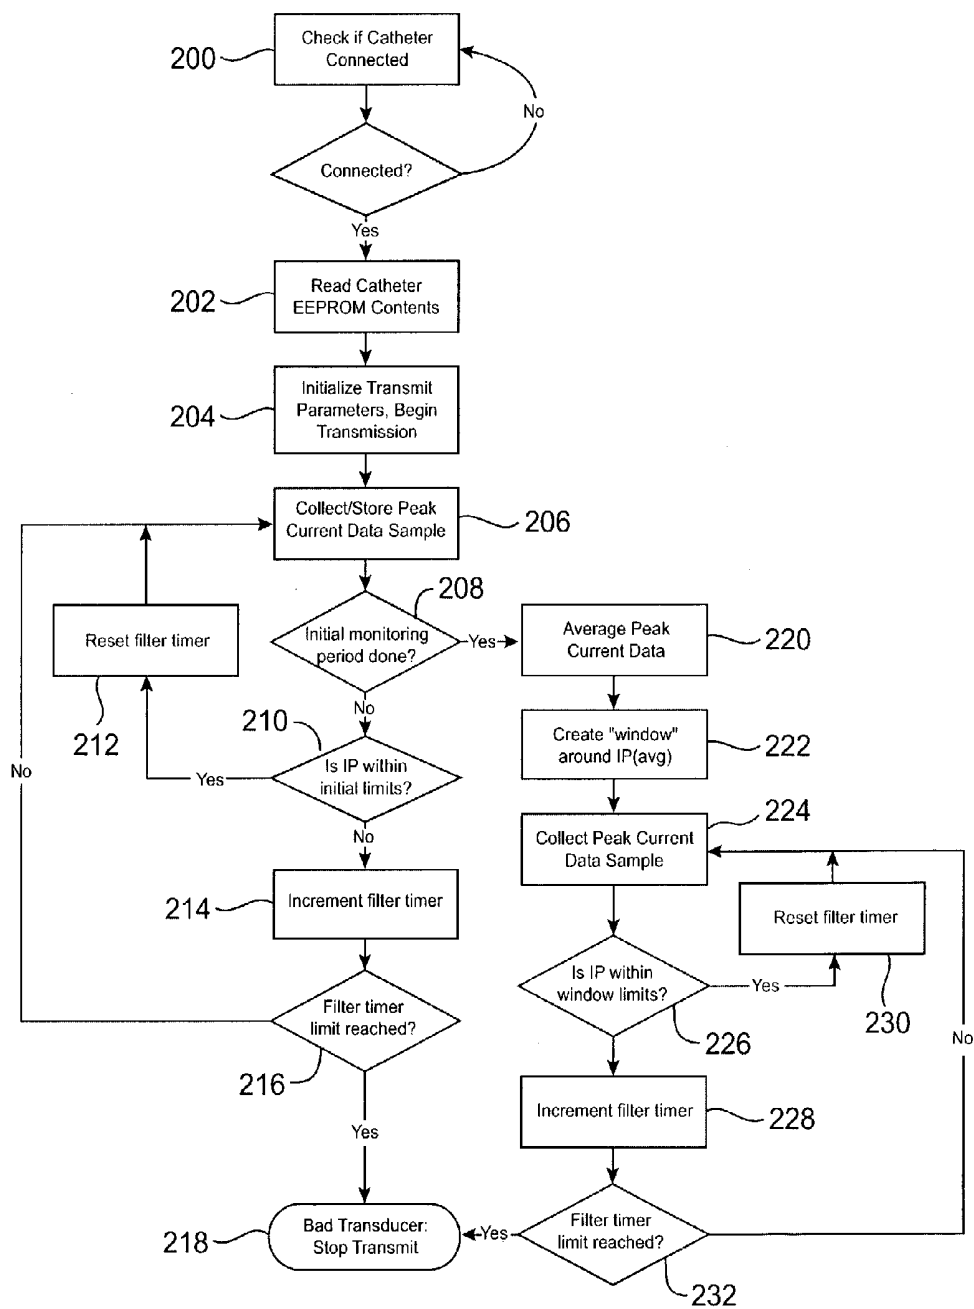 Check if Catheter
Connected
200
No
Connected?
Yes
Read Catheter
EEPROM Contents
202
Initialize Transmit
Parameters, Begin
Transmission
204
Collect/Store Peak
Current Data Sample
206
208
Initial monitoring
period done?
Yes
No
Reset filter timer
212
210
Is IP within
initial limits?
Yes
No
No
214
Increment filter timer
Filter timer
limit reached?
216
Yes
218
Bad Transducer:
Stop Transmit
Average Peak
Current Data
220
Create "window"
around IP(avg)
222
224
Collect Peak Current
Data Sample
Reset filter timer
230
Is IP within
window limits?
Yes
226
No
Increment filter timer
228
Filter timer
limit reached?
Yes
232